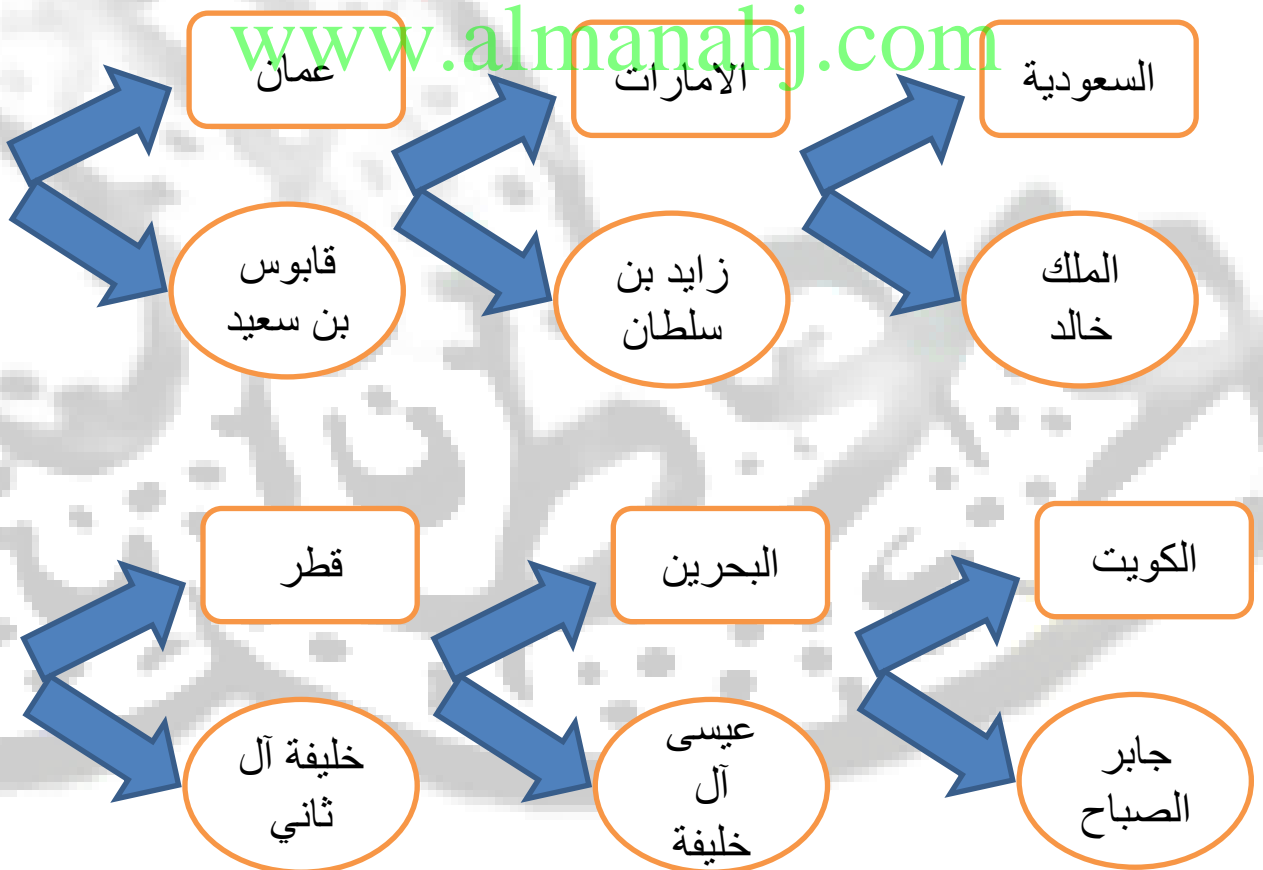 www.almanahj.com
السعودية
الامارات
عمان
الملك
خالد
زايد بن
سلطان
قابوس
بن سعيد
الكويت
البحرين
قطر
جابر
الصباح
عيسى
آل
خليفة
خليفة آل
ثاني